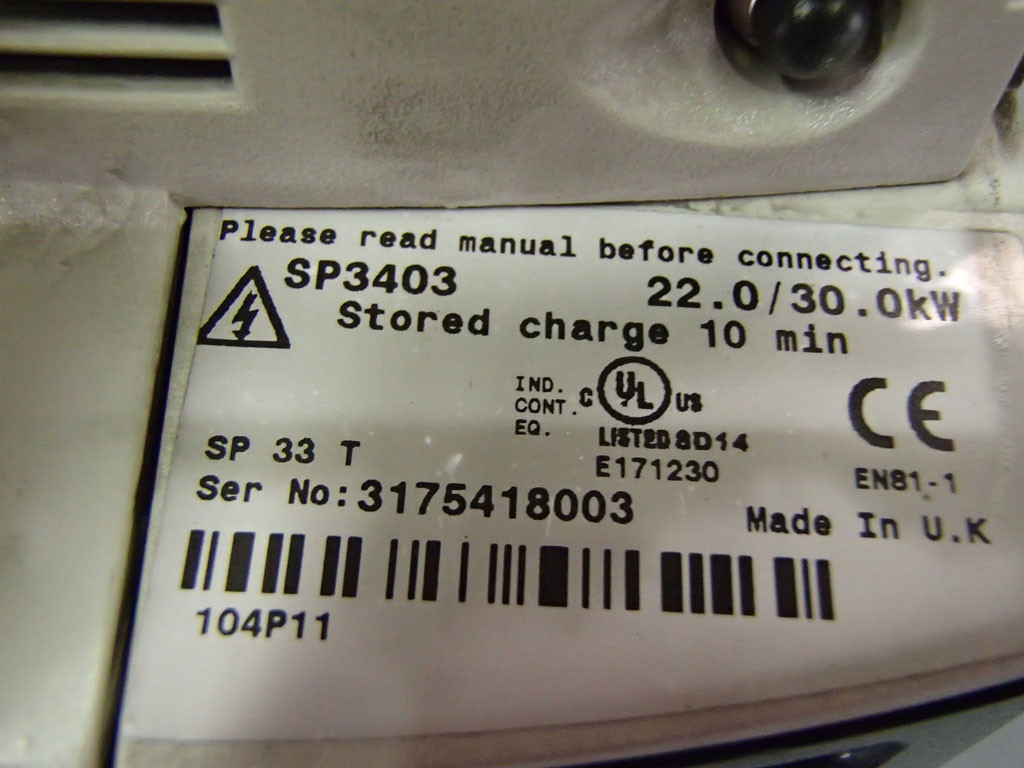 Please read manual before connecting.
SP3403 22.0/30.0kW
Stored charge 10 min
IND.
CONT.
EQ.
C UL US
LISTED 8D14
E171230
CE
EN81-1
SP 33 T
Ser No:3175418003
Made In U.K
104P11